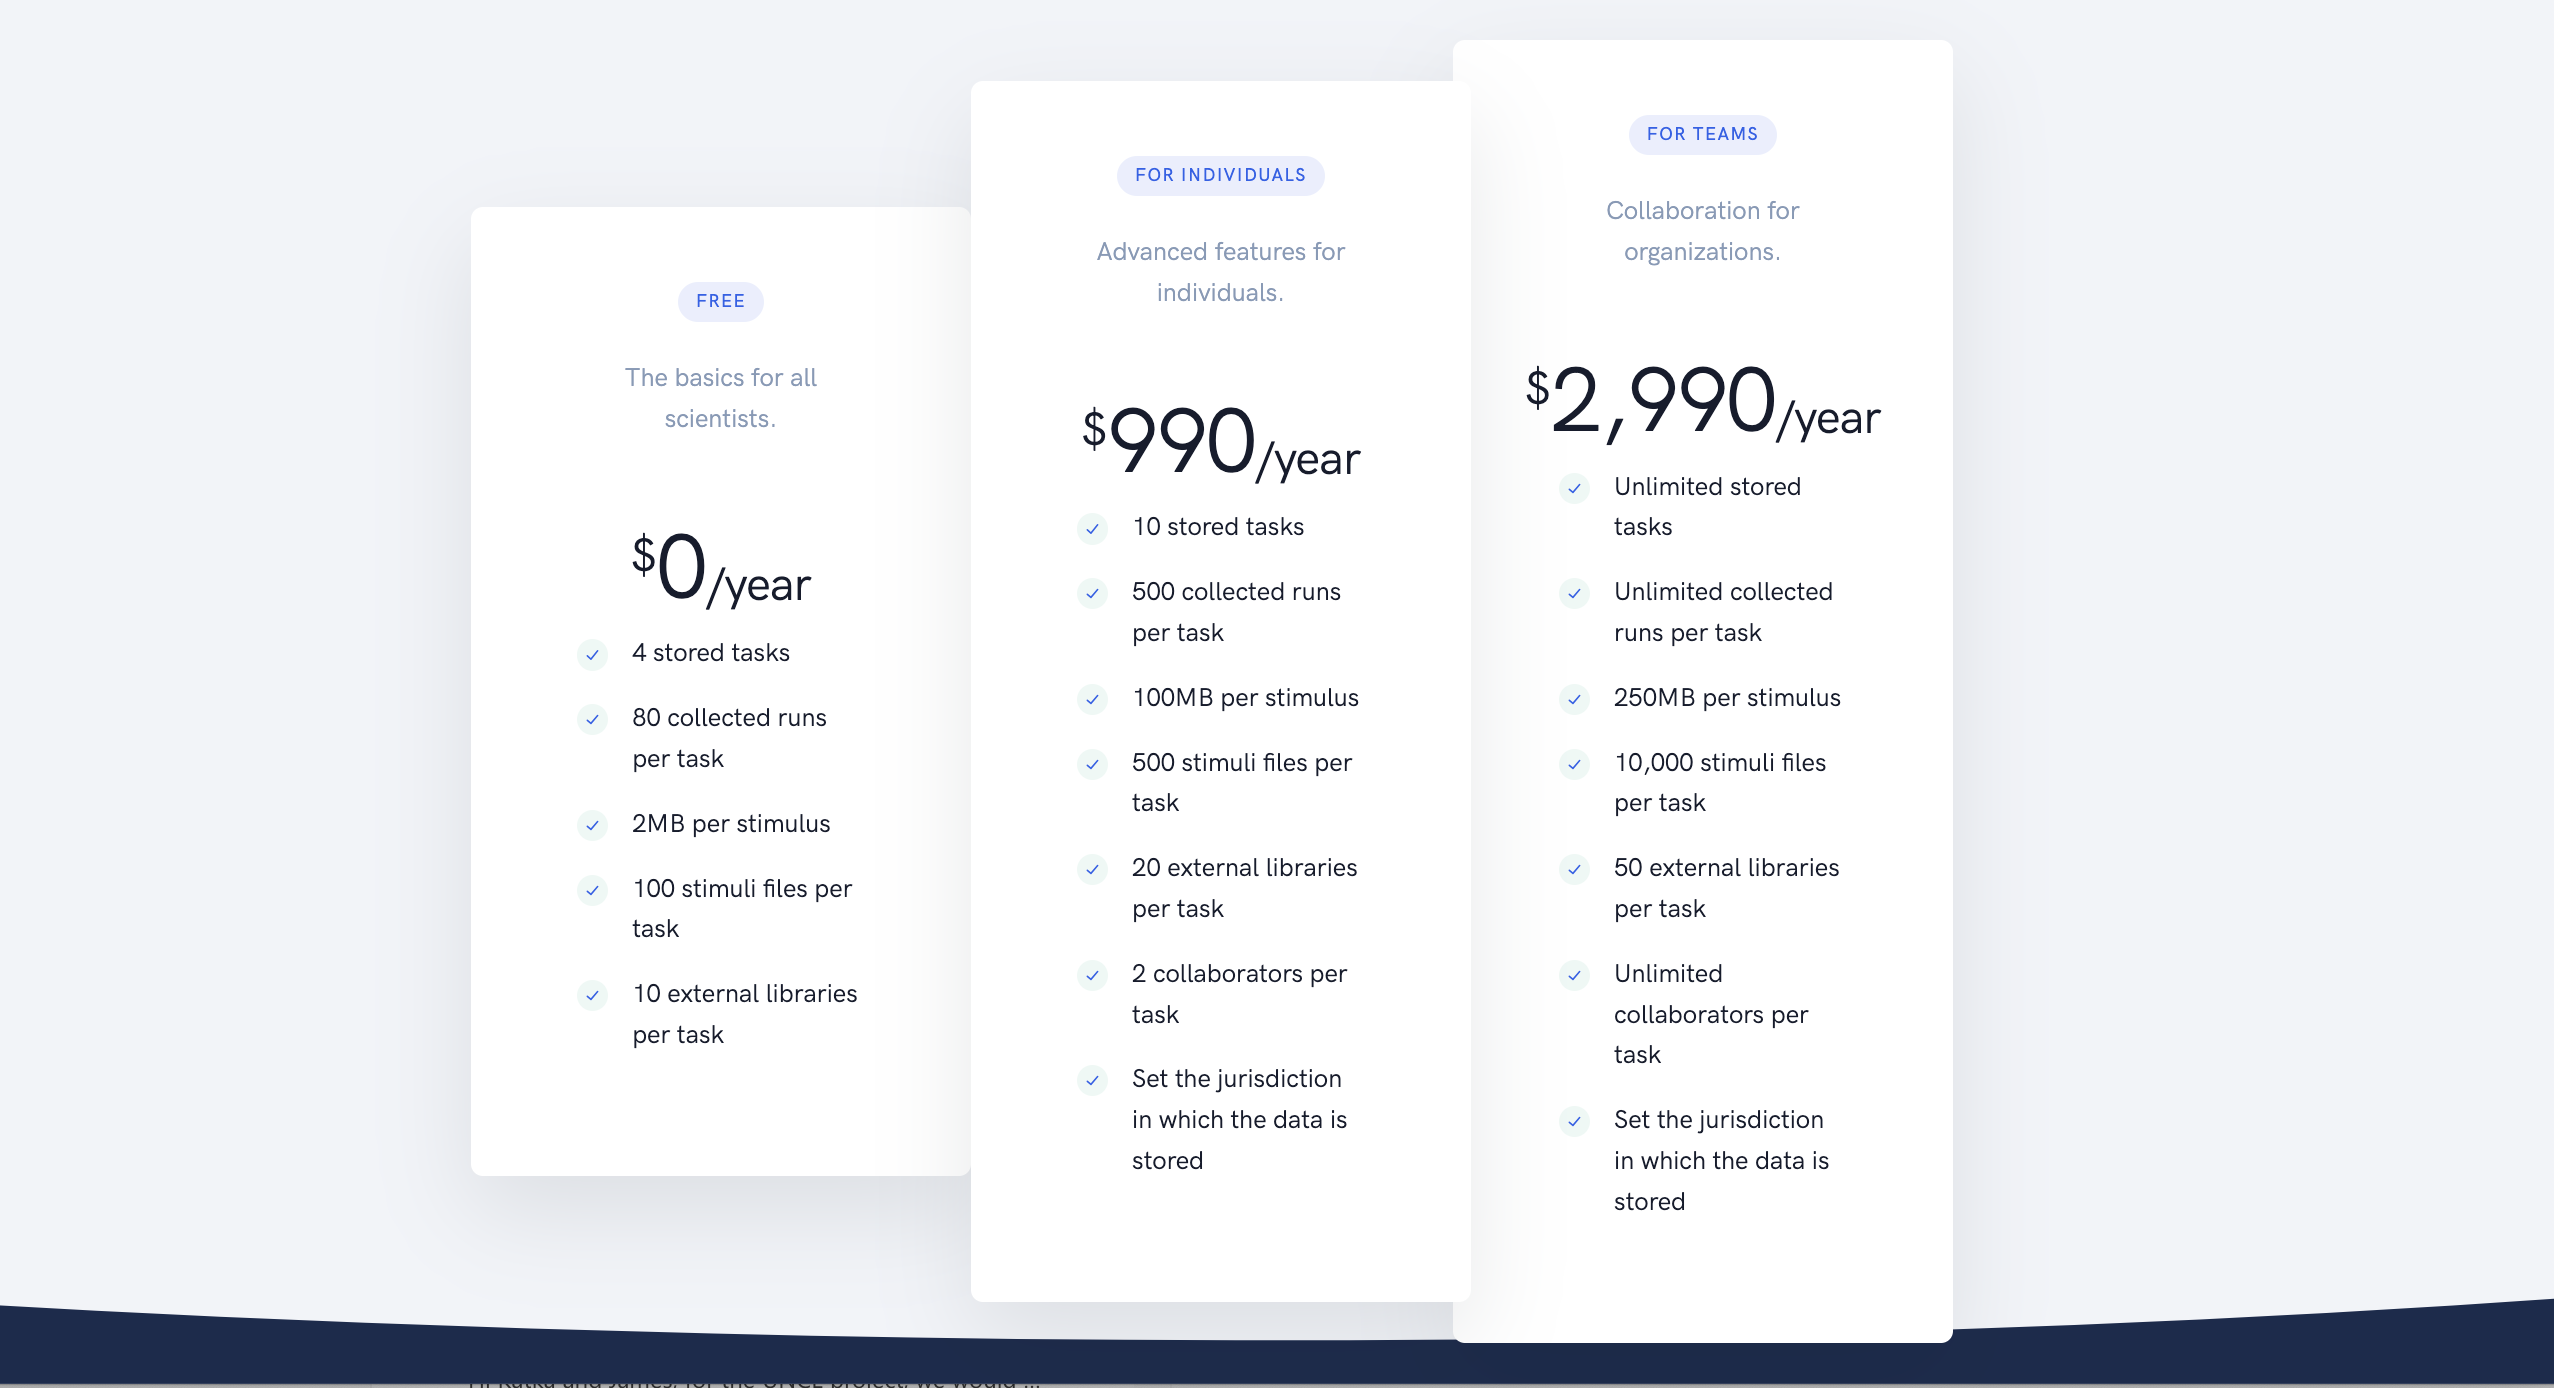 FREE
The basics for all
scientists.
$0/year
4 stored tasks
80 collected runs
per task
2MB per stimulus
100 stimuli files per
task
10 external libraries
per task
FOR INDIVIDUALS
Advanced features for
individuals.
$990/year
10 stored tasks
500 collected runs
per task
100MB per stimulus
500 stimuli files per
task
20 external libraries
per task
2 collaborators per
task
Set the jurisdiction
in which the data is
stored
FOR TEAMS
Collaboration for
organizations.
$2,990/year
Unlimited stored
tasks
Unlimited collected
runs per task
250MB per stimulus
10,000 stimuli files
per task
50 external libraries
per task
Unlimited
collaborators per
task
Set the jurisdiction
in which the data is
stored